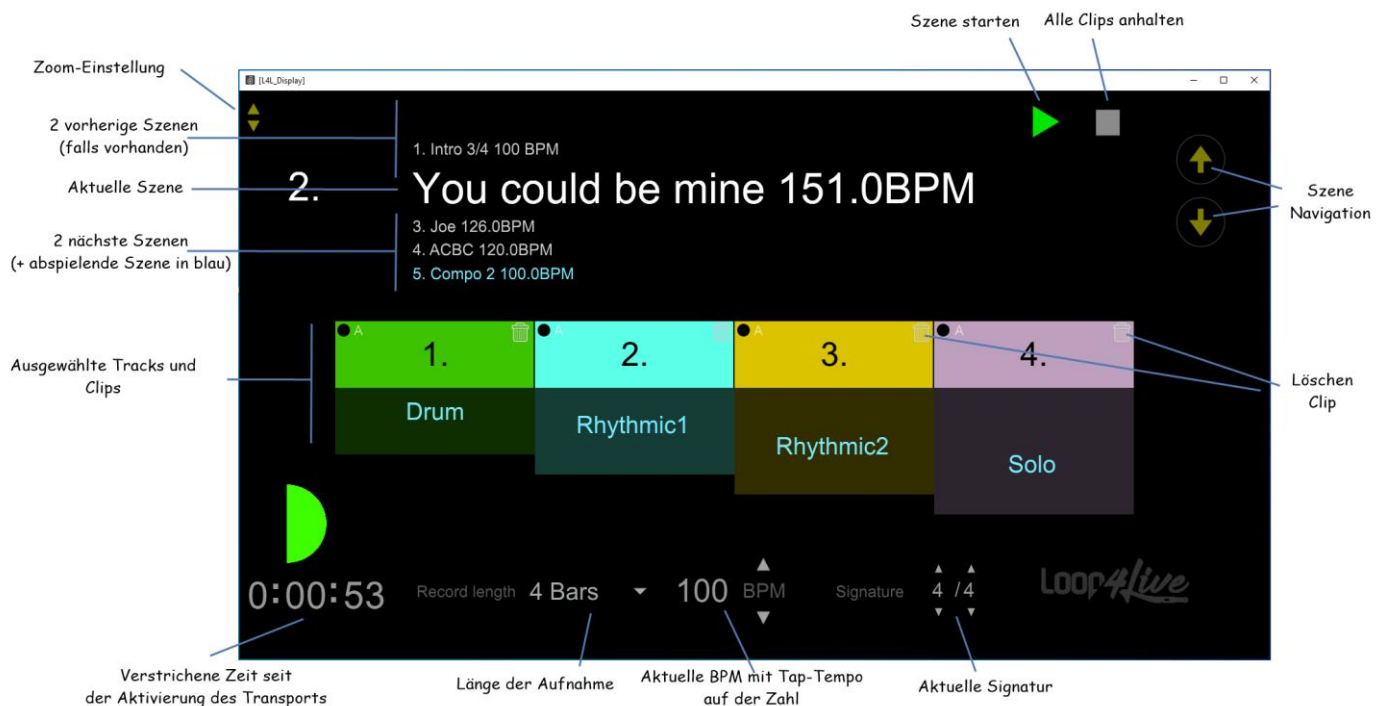 Szene starten
Alle Clips anhalten
Zoom-Einstellung
[L4L_Display]
2 vorherige Szenen
(falls vorhanden)
1. Intro 3/4 100 BPM
Aktuelle Szene
2.
You could be mine 151.0BPM
Szene
Navigation
2 nächste Szenen
(+ abspielende Szene in blau)
3. Joe 126.0BPM
4. ACBC 120.0BPM
5. Compo 2 100.0BPM
A
A
A
A
1.
2.
3.
4.
Ausgewählte Tracks und
Clips
Löschen
Clip
Drum
Rhythmic1
Rhythmic2
Solo
0:00:53
Record length
4 Bars
100
BPM
Signature
4 /4
Loop4Live
Verstrichene Zeit seit
der Aktivierung des Transports
Länge der Aufnahme
Aktuelle BPM mit Tap-Tempo
auf der Zahl
Aktuelle Signatur